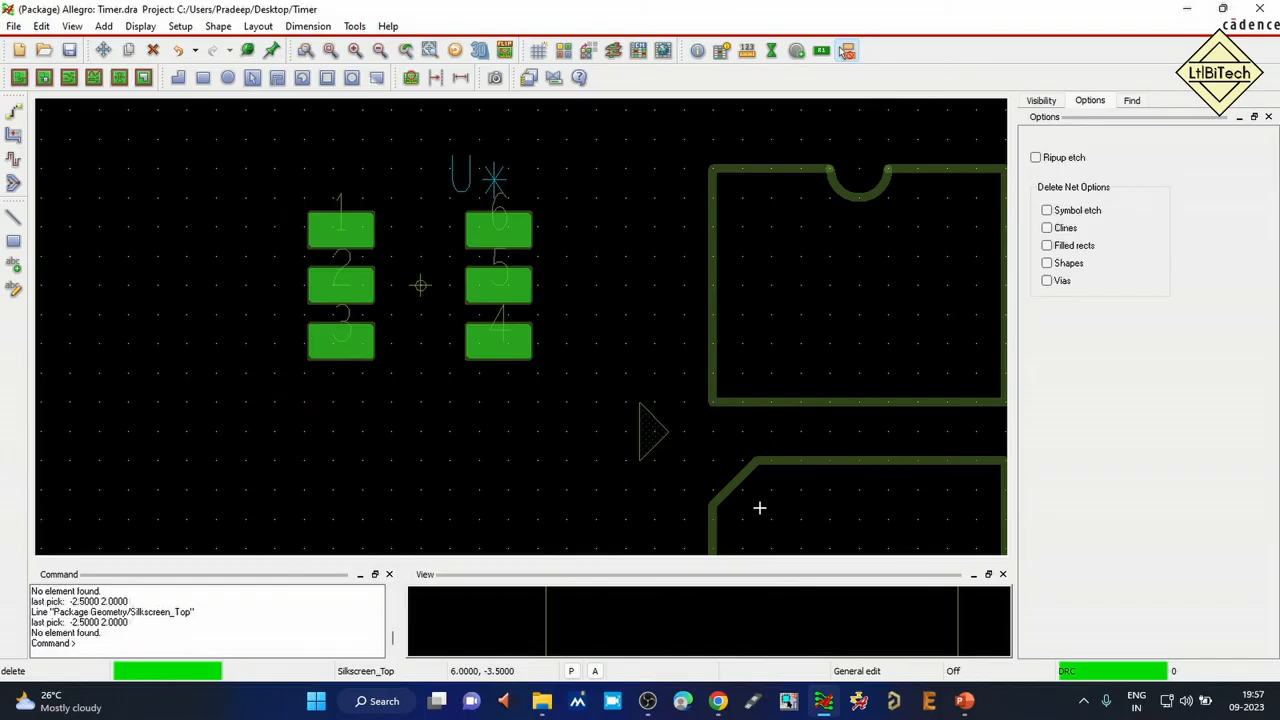 (Package) Allegro: Timer.dra Project: C:/Users/Pradeep/Desktop/Timer
cādence
File Edit View Add Display Setup Shape Layout Dimension Tools Help
LtlBiTech
Visibility Options Find
Options
Ripup etch
Delete Net Options
Symbol etch
Clines
Filled rects
Shapes
Vias
U*
1 6
2 5
3 4
Command
No element found.
last pick: -2.5000 2.0000
Line "Package Geometry/Silkscreen_Top"
last pick: -2.5000 2.0000
No element found.
Command >
View
delete Silkscreen_Top 6.0000, -3.5000 P A General edit Off DRC 0
26°C
Mostly cloudy
Search
ENG
IN
19:57
-09-2023